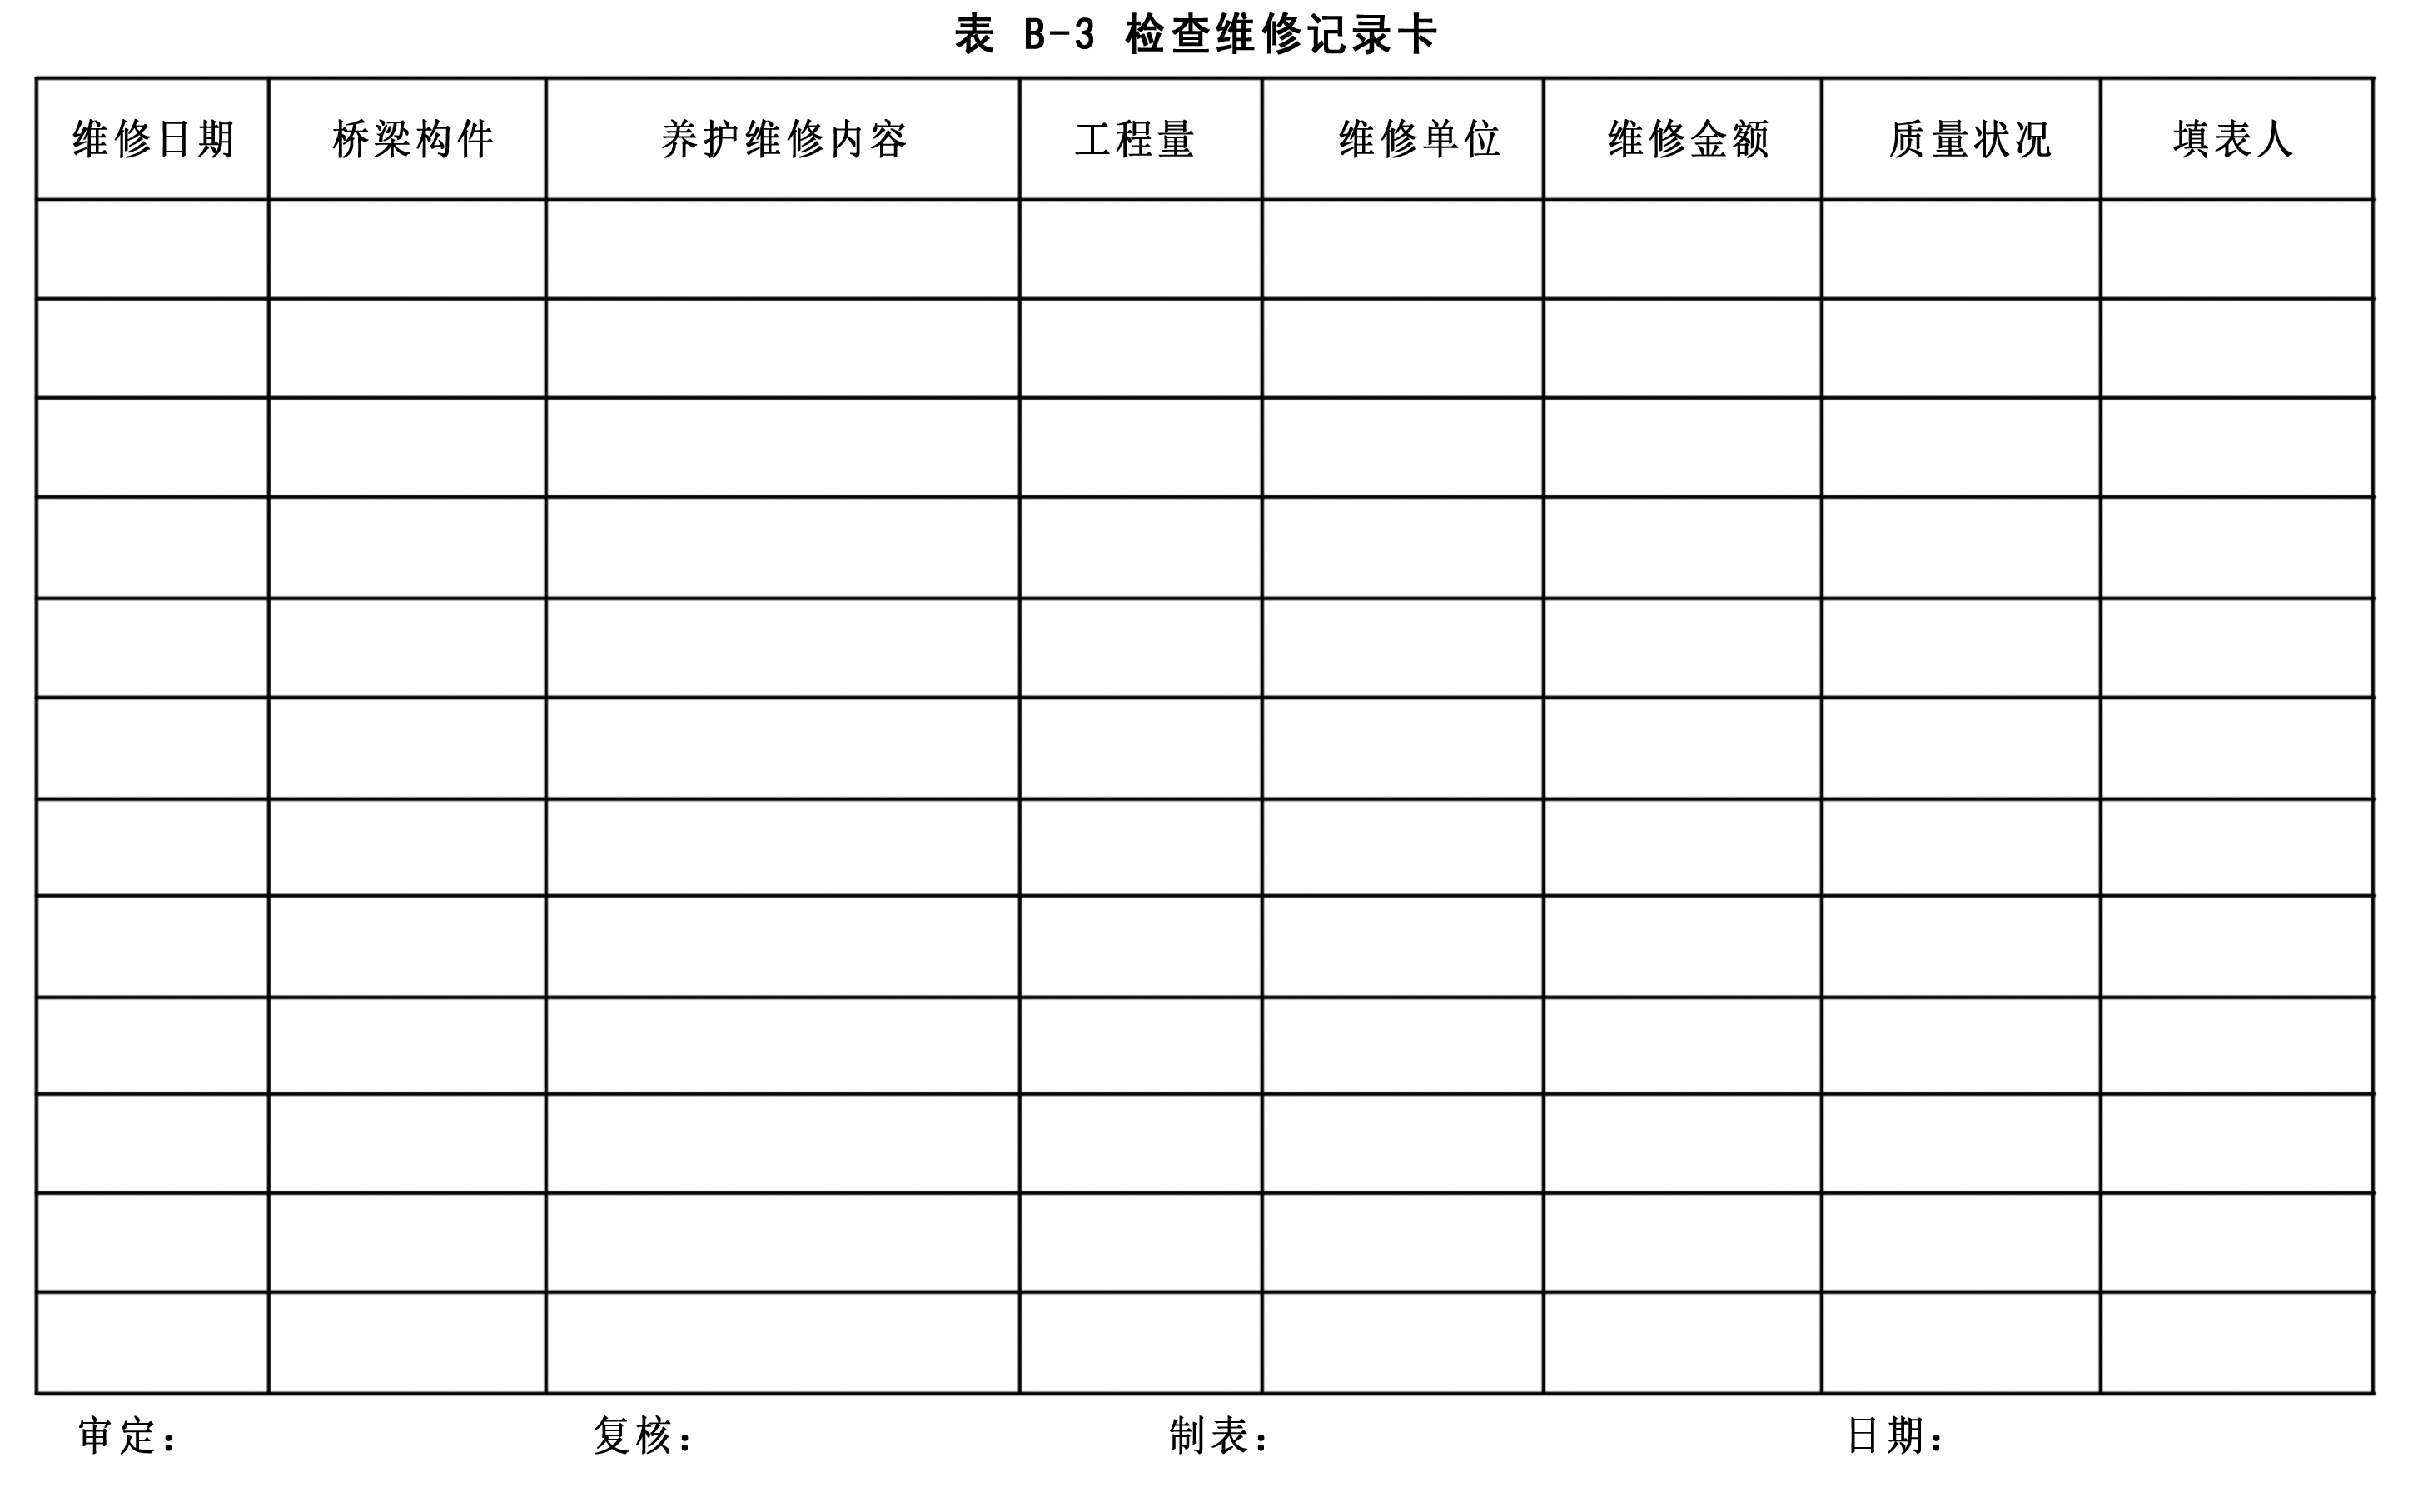 表 B-3 检查维修记录卡
维修日期 桥梁构件 养护维修内容 工程量 维修单位 维修金额 质量状况 填表人
审定： 复核： 制表： 日期：